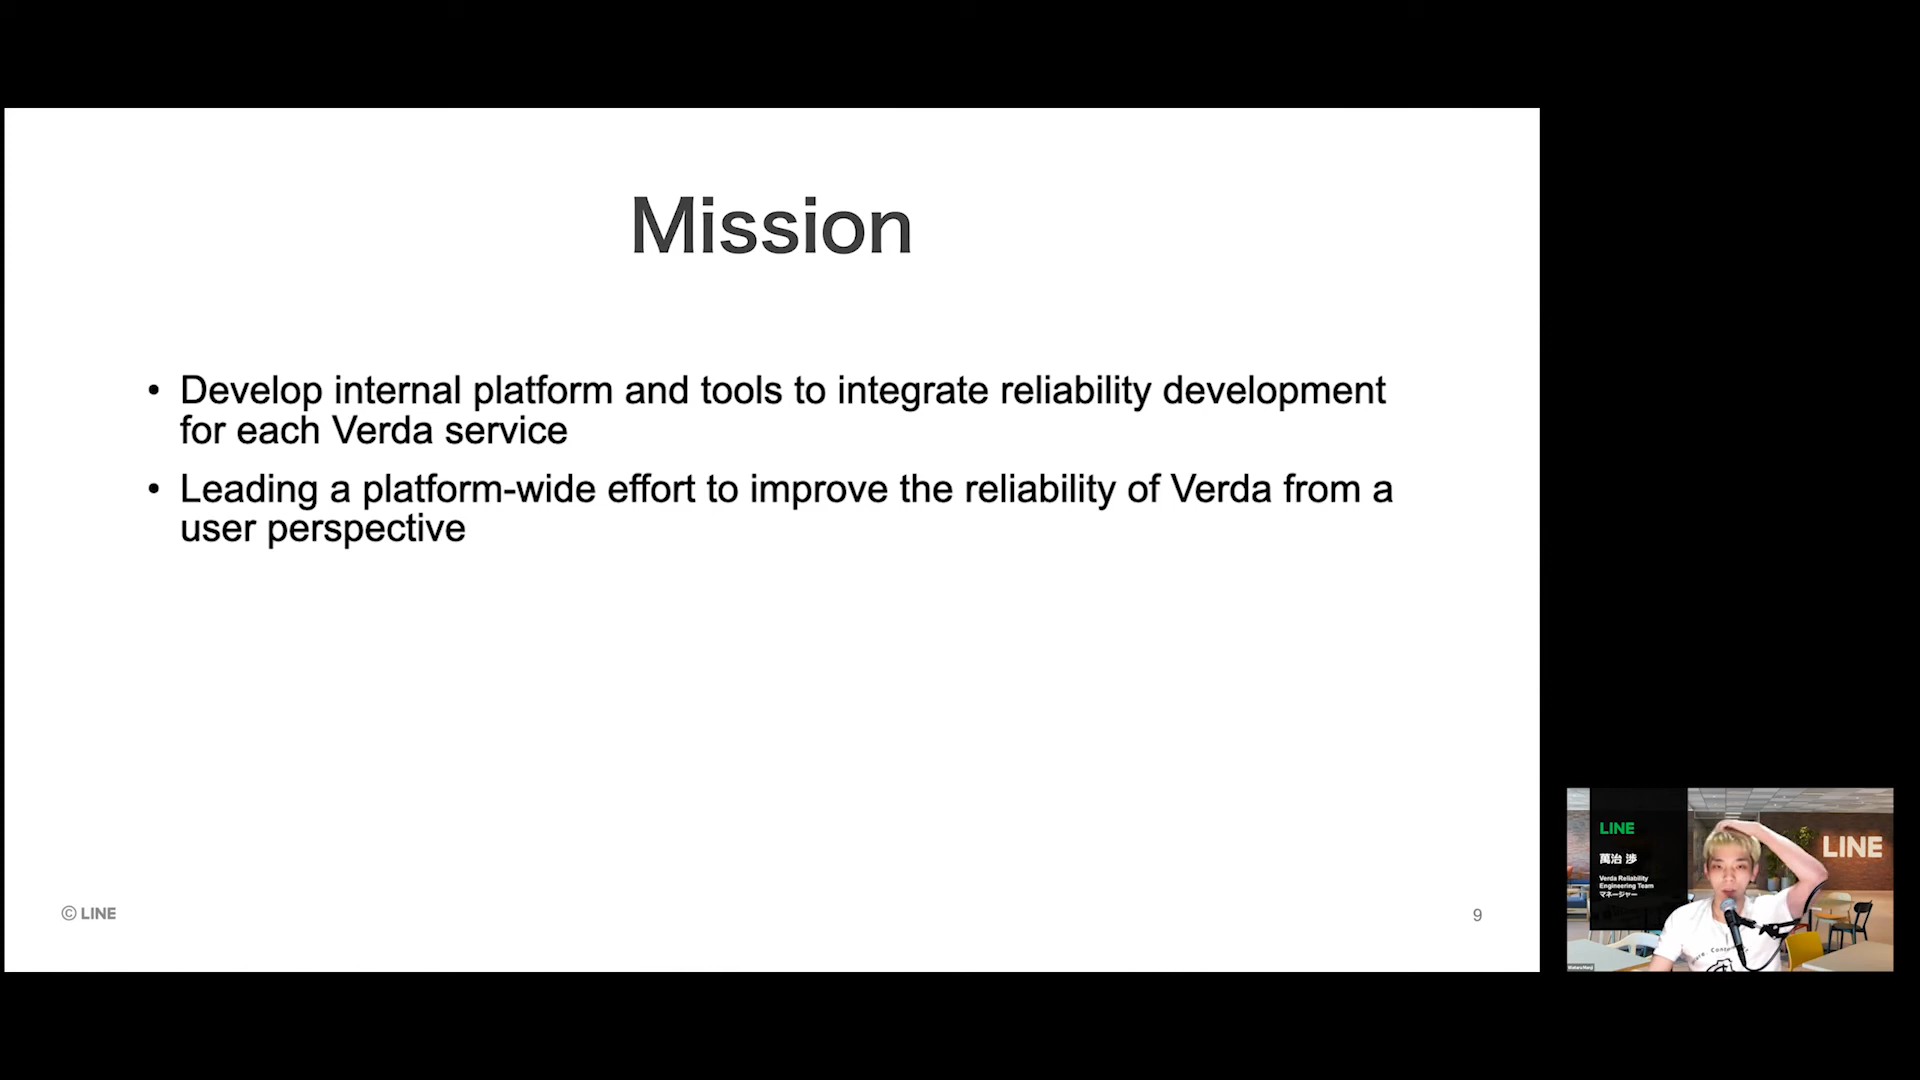 Mission
• Develop internal platform and tools to integrate reliability development
for each Verda service
• Leading a platform-wide effort to improve the reliability of Verda from a
user perspective
© LINE
9
LINE
萬治 渉
Verda Reliability
Engineering Team
マネージャー
LINE